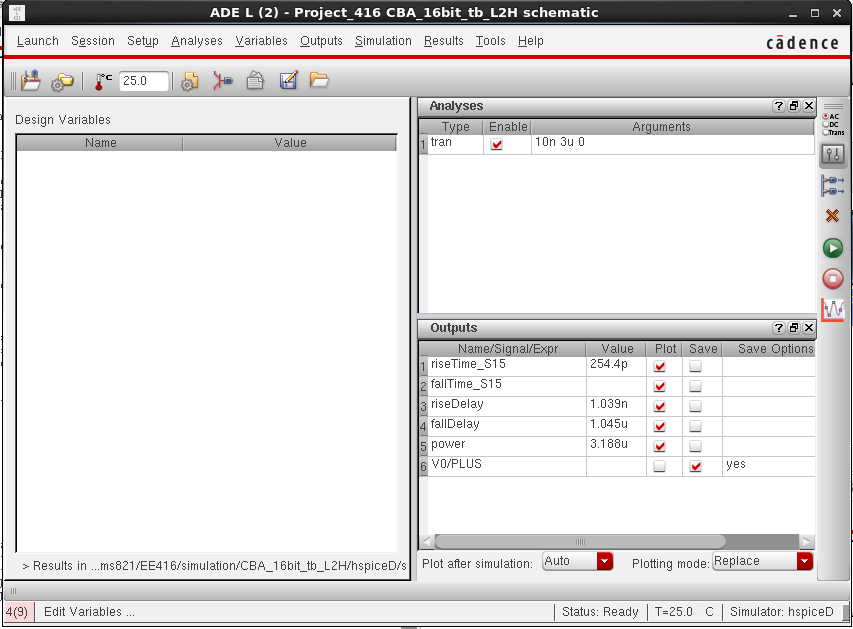 ADE L (2) - Project_416 CBA_16bit_tb_L2H schematic
Launch Session Setup Analyses Variables Outputs Simulation Results Tools Help
cādence
°C 25.0
Design Variables
Name Value
> Results in ...ms821/EE416/simulation/CBA_16bit_tb_L2H/hspiceD/s
Analyses
Type Enable Arguments
1 tran 10n 3u 0
Outputs
Name/Signal/Expr Value Plot Save Save Options
1 riseTime_S15 254.4p
2 fallTime_S15
3 riseDelay 1.039n
4 fallDelay 1.045u
5 power 3.188u
6 V0/PLUS yes
Plot after simulation: Auto Plotting mode: Replace
AC
DC
Trans
4(9) Edit Variables ... Status: Ready T=25.0 C Simulator: hspiceD